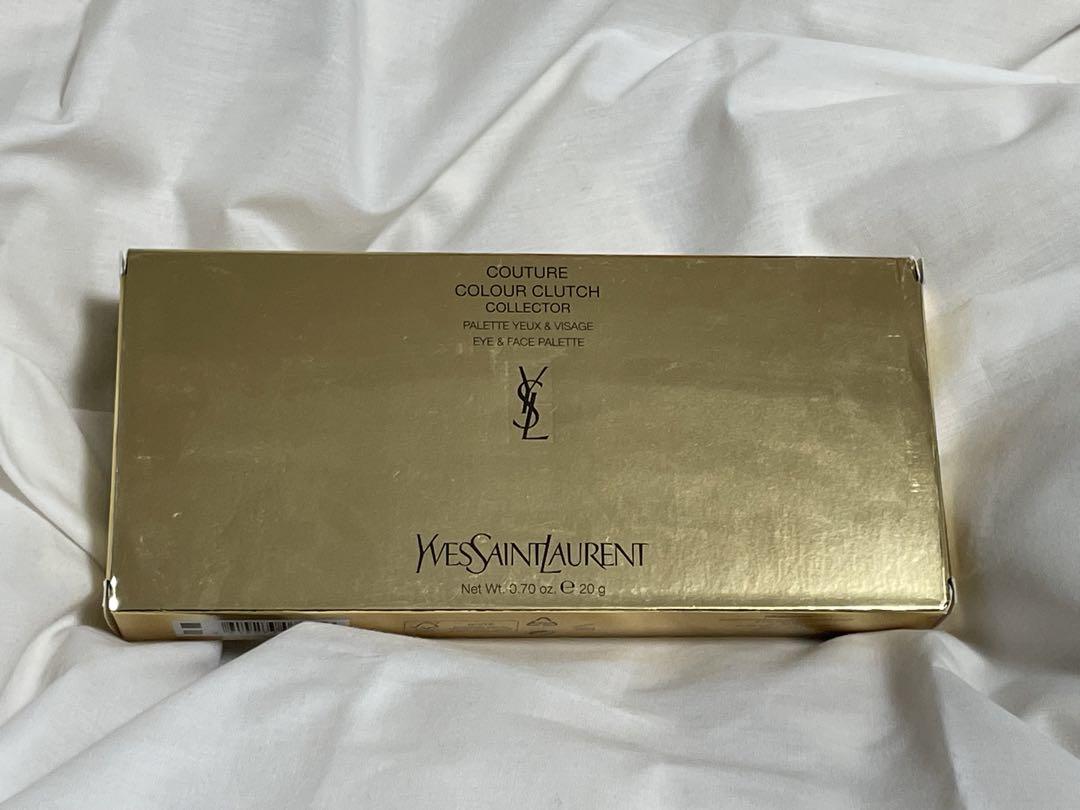 COUTURE
COLOUR CLUTCH
COLLECTOR
PALETTE YEUX & VISAGE
EYE & FACE PALETTE
YSL
YVESSAINTLAURENT
Net Wt. 0.70 oz. ℮ 20 g